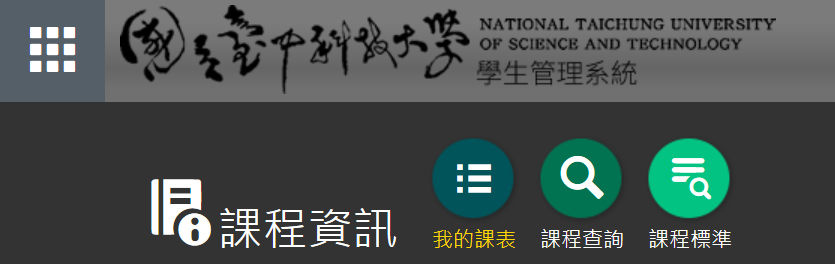 國立臺中科技大學
NATIONAL TAICHUNG UNIVERSITY
OF SCIENCE AND TECHNOLOGY
學生管理系統
課程資訊
我的課表
課程查詢
課程標準